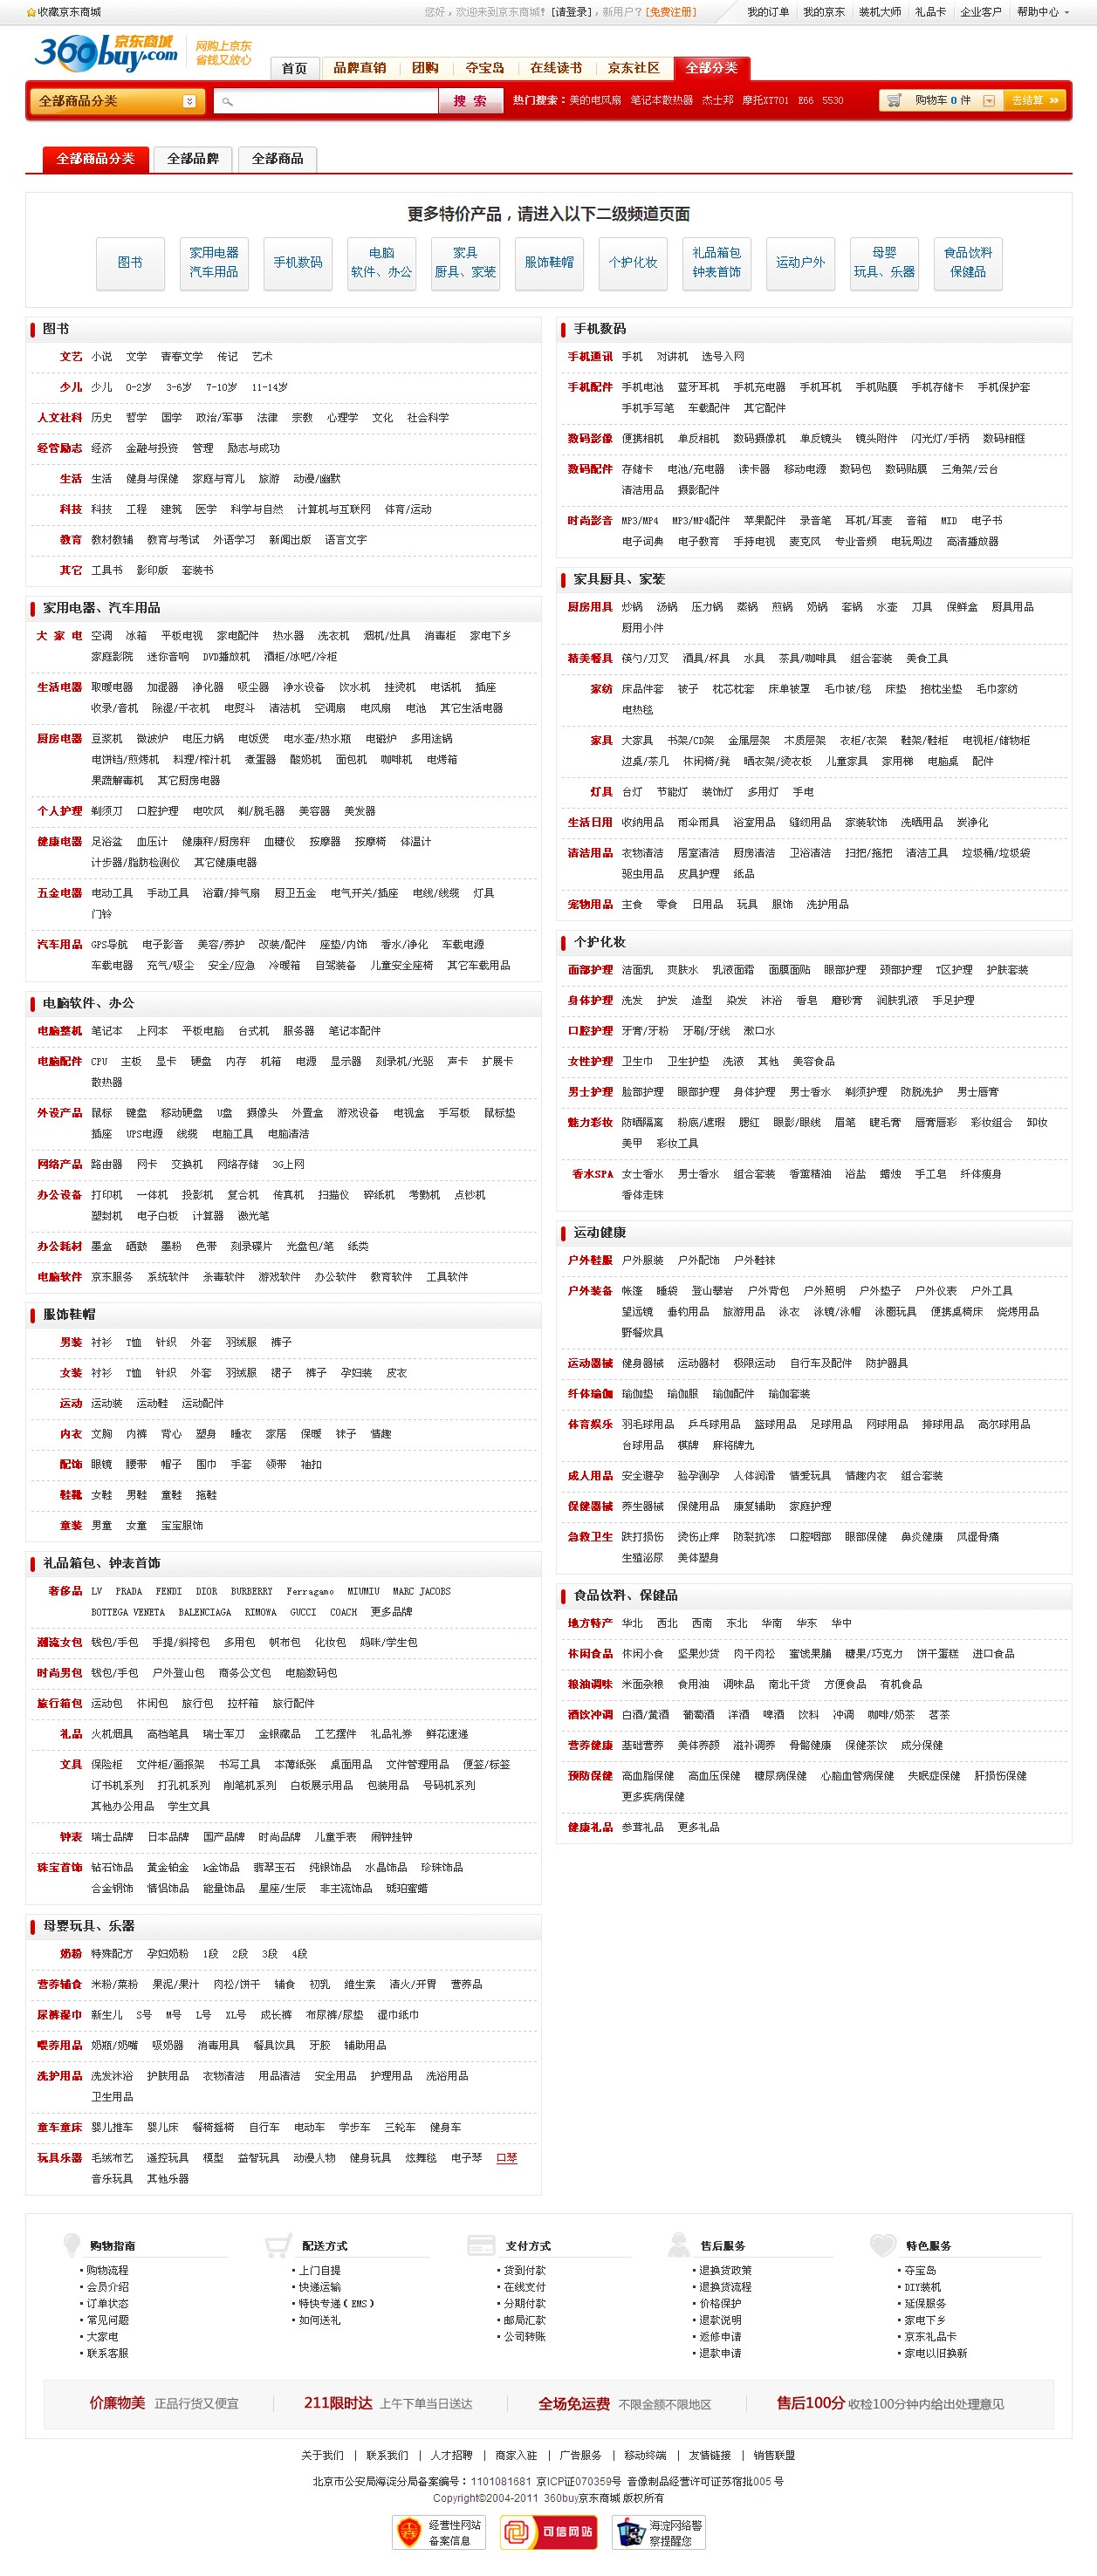 收藏京东商城
您好，欢迎来到京东商城！[请登录]，新用户？[免费注册]
我的订单 我的京东 装机大师 礼品卡 企业客户 帮助中心
360buy.com 京东商城
网购上京东
省钱又放心
首页 品牌直销 团购 夺宝岛 在线读书 京东社区 全部分类
全部商品分类 搜 索 热门搜索：美的电风扇 笔记本散热器 杰士邦 摩托XT701 E66 5530 购物车 0 件 去结算
全部商品分类 全部品牌 全部商品
更多特价产品，请进入以下二级频道页面
图书 家用电器 汽车用品 手机数码 电脑 软件、办公 家具 厨具、家装 服饰鞋帽 个护化妆 礼品箱包 钟表首饰 运动户外 母婴 玩具、乐器 食品饮料 保健品
图书
文艺 小说 文学 青春文学 传记 艺术
少儿 少儿 0-2岁 3-6岁 7-10岁 11-14岁
人文社科 历史 哲学 国学 政治/军事 法律 宗教 心理学 文化 社会科学
经管励志 经济 金融与投资 管理 励志与成功
生活 生活 健身与保健 家庭与育儿 旅游 动漫/幽默
科技 科技 工程 建筑 医学 科学与自然 计算机与互联网 体育/运动
教育 教材教辅 教育与考试 外语学习 新闻出版 语言文字
其它 工具书 影印版 套装书
家用电器、汽车用品
大 家 电 空调 冰箱 平板电视 家电配件 热水器 洗衣机 烟机/灶具 消毒柜 家电下乡
家庭影院 迷你音响 DVD播放机 酒柜/冰吧/冷柜
生活电器 取暖电器 加湿器 净化器 吸尘器 净水设备 饮水机 挂烫机 电话机 插座
收录/音机 除湿/干衣机 电熨斗 清洁机 空调扇 电风扇 电池 其它生活电器
厨房电器 豆浆机 微波炉 电压力锅 电饭煲 电水壶/热水瓶 电磁炉 多用途锅
电饼铛/煎烤机 料理/榨汁机 煮蛋器 酸奶机 面包机 咖啡机 电烤箱
果蔬解毒机 其它厨房电器
个人护理 剃须刀 口腔护理 电吹风 剃/脱毛器 美容器 美发器
健康电器 足浴盆 血压计 健康秤/厨房秤 血糖仪 按摩器 按摩椅 体温计
计步器/脂肪检测仪 其它健康电器
五金电器 电动工具 手动工具 浴霸/排气扇 厨卫五金 电气开关/插座 电线/线缆 灯具
门铃
汽车用品 GPS导航 电子影音 美容/养护 改装/配件 座垫/内饰 香水/净化 车载电源
车载电器 充气/吸尘 安全/应急 冷暖箱 自驾装备 儿童安全座椅 其它车载用品
电脑软件、办公
电脑整机 笔记本 上网本 平板电脑 台式机 服务器 笔记本配件
电脑配件 CPU 主板 显卡 硬盘 内存 机箱 电源 显示器 刻录机/光驱 声卡 扩展卡
散热器
外设产品 鼠标 键盘 移动硬盘 U盘 摄像头 外置盒 游戏设备 电视盒 手写板 鼠标垫
插座 UPS电源 线缆 电脑工具 电脑清洁
网络产品 路由器 网卡 交换机 网络存储 3G上网
办公设备 打印机 一体机 投影机 复合机 传真机 扫描仪 碎纸机 考勤机 点钞机
塑封机 电子白板 计算器 激光笔
办公耗材 墨盒 硒鼓 墨粉 色带 刻录碟片 光盘包/笔 纸类
电脑软件 京东服务 系统软件 杀毒软件 游戏软件 办公软件 教育软件 工具软件
服饰鞋帽
男装 衬衫 T恤 针织 外套 羽绒服 裤子
女装 衬衫 T恤 针织 外套 羽绒服 裙子 裤子 孕妇装 皮衣
运动 运动装 运动鞋 运动配件
内衣 文胸 内裤 背心 塑身 睡衣 家居 保暖 袜子 情趣
配饰 眼镜 腰带 帽子 围巾 手套 领带 袖扣
鞋靴 女鞋 男鞋 童鞋 拖鞋
童装 男童 女童 宝宝服饰
礼品箱包、钟表首饰
奢侈品 LV PRADA FENDI DIOR BURBERRY Ferragamo MIUMIU MARC JACOBS
BOTTEGA VENETA BALENCIAGA RIMOWA GUCCI COACH 更多品牌
潮流女包 钱包/手包 手提/斜挎包 多用包 帆布包 化妆包 妈咪/学生包
时尚男包 钱包/手包 户外登山包 商务公文包 电脑数码包
旅行箱包 运动包 休闲包 旅行包 拉杆箱 旅行配件
礼品 火机烟具 高档笔具 瑞士军刀 金银藏品 工艺摆件 礼品礼券 鲜花速递
文具 保险柜 文件柜/画报架 书写工具 本薄纸张 桌面用品 文件管理用品 便签/标签
订书机系列 打孔机系列 削笔机系列 白板展示用品 包装用品 号码机系列
其他办公用品 学生文具
钟表 瑞士品牌 日本品牌 国产品牌 时尚品牌 儿童手表 闹钟挂钟
珠宝首饰 钻石饰品 黄金铂金 k金饰品 翡翠玉石 纯银饰品 水晶饰品 珍珠饰品
合金钢饰 情侣饰品 能量饰品 星座/生辰 非主流饰品 琥珀蜜蜡
母婴玩具、乐器
奶粉 特殊配方 孕妇奶粉 1段 2段 3段 4段
营养辅食 米粉/菜粉 果泥/果汁 肉松/饼干 辅食 初乳 维生素 清火/开胃 营养品
尿裤湿巾 新生儿 S号 M号 L号 XL号 成长裤 布尿裤/尿垫 湿巾纸巾
喂养用品 奶瓶/奶嘴 吸奶器 消毒用具 餐具饮具 牙胶 辅助用品
洗护用品 洗发沐浴 护肤用品 衣物清洁 用品清洁 安全用品 护理用品 洗浴用品
卫生用品
童车童床 婴儿推车 婴儿床 餐椅摇椅 自行车 电动车 学步车 三轮车 健身车
玩具乐器 毛绒布艺 遥控玩具 模型 益智玩具 动漫人物 健身玩具 炫舞毯 电子琴 口琴
音乐玩具 其他乐器
手机数码
手机通讯 手机 对讲机 选号入网
手机配件 手机电池 蓝牙耳机 手机充电器 手机耳机 手机贴膜 手机存储卡 手机保护套
手机手写笔 车载配件 其它配件
数码影像 便携相机 单反相机 数码摄像机 单反镜头 镜头附件 闪光灯/手柄 数码相框
数码配件 存储卡 电池/充电器 读卡器 移动电源 数码包 数码贴膜 三角架/云台
清洁用品 摄影配件
时尚影音 MP3/MP4 MP3/MP4配件 苹果配件 录音笔 耳机/耳麦 音箱 MID 电子书
电子词典 电子教育 手持电视 麦克风 专业音频 电玩周边 高清播放器
家具厨具、家装
厨房用具 炒锅 汤锅 压力锅 蒸锅 煎锅 奶锅 套锅 水壶 刀具 保鲜盒 厨具用品
厨用小件
精美餐具 筷勺/刀叉 酒具/杯具 水具 茶具/咖啡具 组合套装 美食工具
家纺 床品件套 被子 枕芯枕套 床单被罩 毛巾被/毯 床垫 抱枕坐垫 毛巾家纺
电热毯
家具 大家具 书架/CD架 金属层架 木质层架 衣柜/衣架 鞋架/鞋柜 电视柜/储物柜
边桌/茶几 休闲椅/凳 晒衣架/烫衣板 儿童家具 家用梯 电脑桌 配件
灯具 台灯 节能灯 装饰灯 多用灯 手电
生活日用 收纳用品 雨伞雨具 浴室用品 缝纫用品 家装软饰 洗晒用品 炭净化
清洁用品 衣物清洁 居室清洁 厨房清洁 卫浴清洁 扫把/拖把 清洁工具 垃圾桶/垃圾袋
驱虫用品 皮具护理 纸品
宠物用品 主食 零食 日用品 玩具 服饰 洗护用品
个护化妆
面部护理 洁面乳 爽肤水 乳液面霜 面膜面贴 眼部护理 颈部护理 T区护理 护肤套装
身体护理 洗发 护发 造型 染发 沐浴 香皂 磨砂膏 润肤乳液 手足护理
口腔护理 牙膏/牙粉 牙刷/牙线 漱口水
女性护理 卫生巾 卫生护垫 洗液 其他 美容食品
男士护理 脸部护理 眼部护理 身体护理 男士香水 剃须护理 防脱洗护 男士唇膏
魅力彩妆 防晒隔离 粉底/遮瑕 腮红 眼影/眼线 眉笔 睫毛膏 唇膏唇彩 彩妆组合 卸妆
美甲 彩妆工具
香水SPA 女士香水 男士香水 组合套装 香薰精油 浴盐 蜡烛 手工皂 纤体瘦身
香体走珠
运动健康
户外鞋服 户外服装 户外配饰 户外鞋袜
户外装备 帐篷 睡袋 登山攀岩 户外背包 户外照明 户外垫子 户外仪表 户外工具
望远镜 垂钓用品 旅游用品 泳衣 泳镜/泳帽 泳圈玩具 便携桌椅床 烧烤用品
野餐炊具
运动器械 健身器械 运动器材 极限运动 自行车及配件 防护器具
纤体瑜伽 瑜伽垫 瑜伽服 瑜伽配件 瑜伽套装
体育娱乐 羽毛球用品 乒乓球用品 篮球用品 足球用品 网球用品 排球用品 高尔球用品
台球用品 棋牌 麻将牌九
成人用品 安全避孕 验孕测孕 人体润滑 情爱玩具 情趣内衣 组合套装
保健器械 养生器械 保健用品 康复辅助 家庭护理
急救卫生 跌打损伤 烫伤止痒 防裂抗冻 口腔咽部 眼部保健 鼻炎健康 风湿骨痛
生殖泌尿 美体塑身
食品饮料、保健品
地方特产 华北 西北 西南 东北 华南 华东 华中
休闲食品 休闲小食 坚果炒货 肉干肉松 蜜饯果脯 糖果/巧克力 饼干蛋糕 进口食品
粮油调味 米面杂粮 食用油 调味品 南北干货 方便食品 有机食品
酒饮冲调 白酒/黄酒 葡萄酒 洋酒 啤酒 饮料 冲调 咖啡/奶茶 茗茶
营养健康 基础营养 美体养颜 滋补调养 骨骼健康 保健茶饮 成分保健
预防保健 高血脂保健 高血压保健 糖尿病保健 心脑血管病保健 失眠症保健 肝损伤保健
更多疾病保健
健康礼品 参茸礼品 更多礼品
购物指南
购物流程
会员介绍
订单状态
常见问题
大家电
联系客服
配送方式
上门自提
快递运输
特快专递（EMS）
如何送礼
支付方式
货到付款
在线支付
分期付款
邮局汇款
公司转账
售后服务
退换货政策
退换货流程
价格保护
退款说明
返修申请
退款申请
特色服务
夺宝岛
DIY装机
延保服务
家电下乡
京东礼品卡
家电以旧换新
价廉物美 正品行货又便宜 211限时达 上午下单当日送达 全场免运费 不限金额不限地区 售后100分 收检100分钟内给出处理意见
关于我们 | 联系我们 | 人才招聘 | 商家入驻 | 广告服务 | 移动终端 | 友情链接 | 销售联盟
北京市公安局海淀分局备案编号：1101081681 京ICP证070359号 音像制品经营许可证苏宿批005 号
Copyright©2004-2011 360buy京东商城 版权所有
经营性网站
备案信息
可信网站
海淀网络警
察提醒您